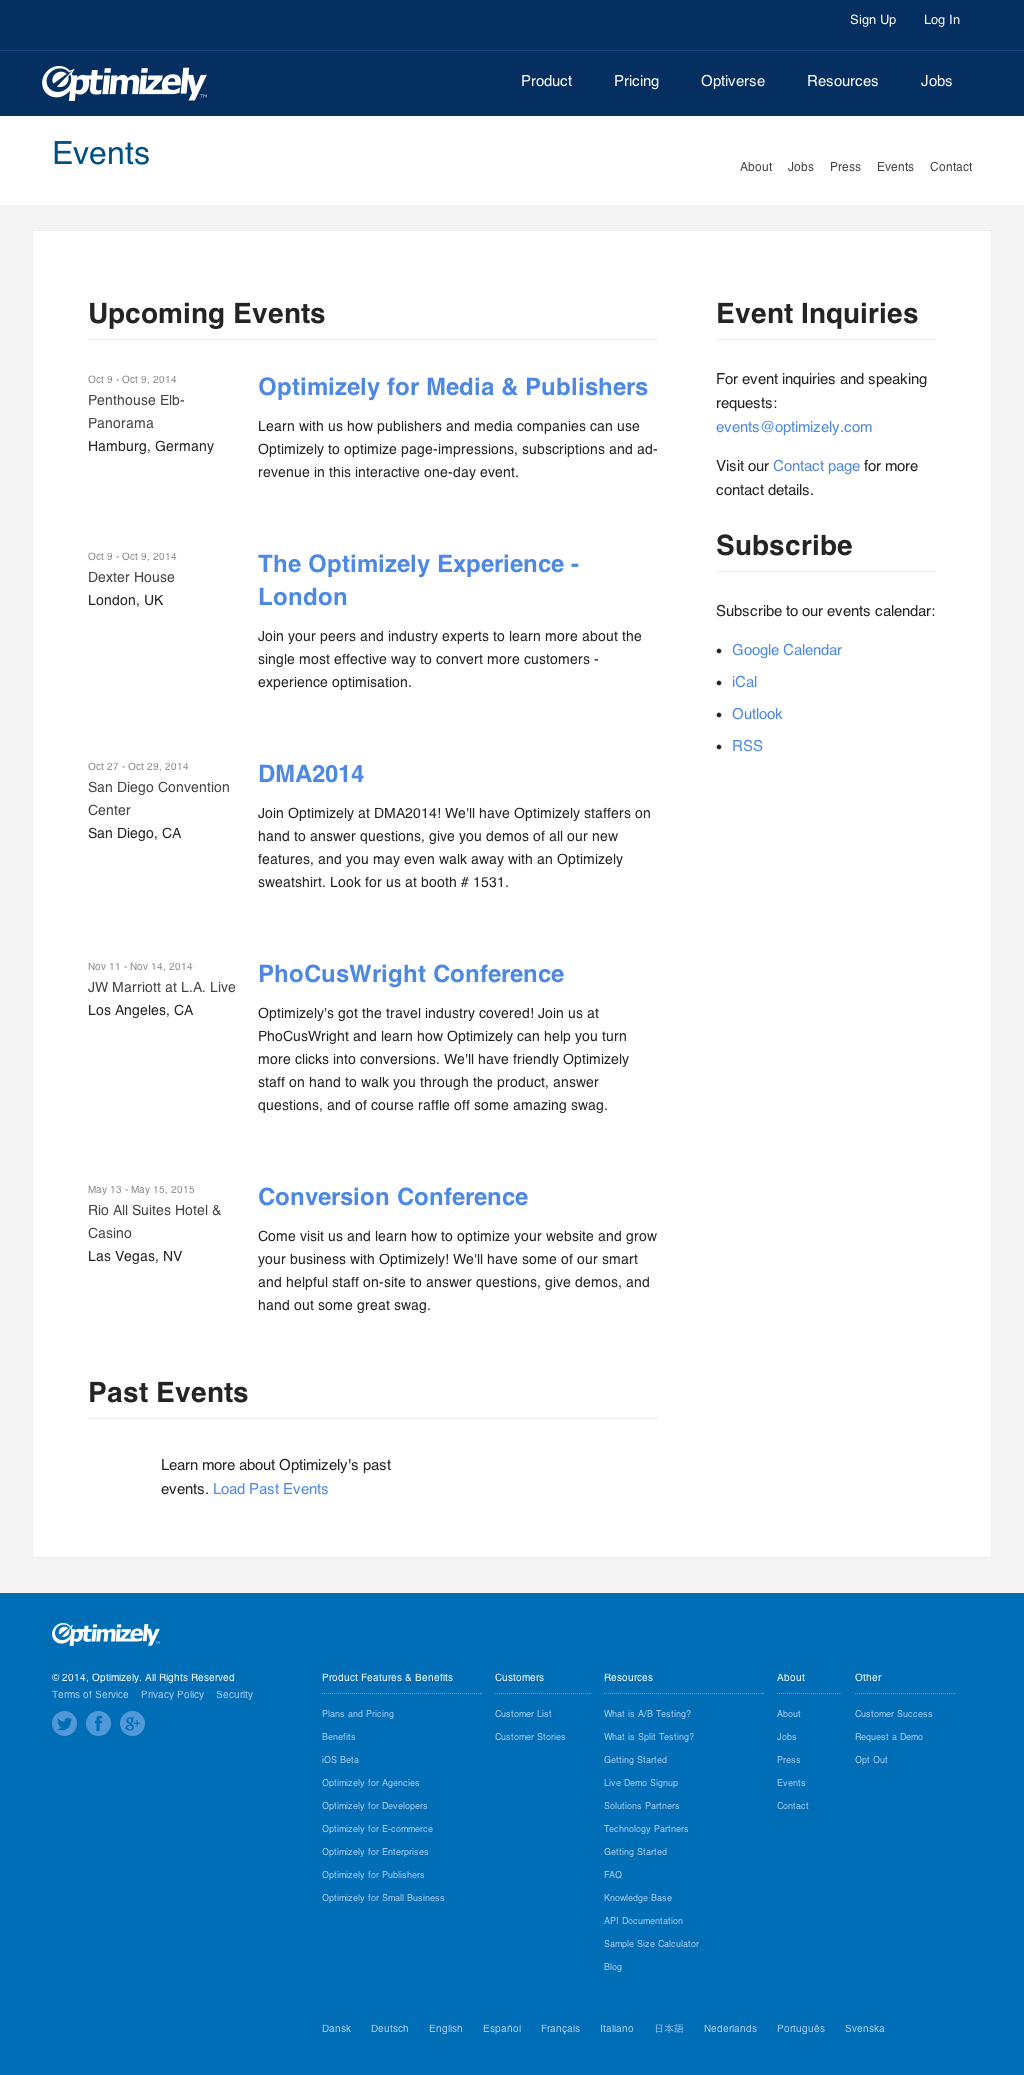 Sign Up Log In
Optimizely™
Product Pricing Optiverse Resources Jobs
Events
About Jobs Press Events Contact
Upcoming Events
Oct 9 - Oct 9, 2014
Penthouse Elb-
Panorama
Hamburg, Germany
Optimizely for Media & Publishers
Learn with us how publishers and media companies can use
Optimizely to optimize page-impressions, subscriptions and ad-
revenue in this interactive one-day event.
Oct 9 - Oct 9, 2014
Dexter House
London, UK
The Optimizely Experience -
London
Join your peers and industry experts to learn more about the
single most effective way to convert more customers -
experience optimisation.
Oct 27 - Oct 29, 2014
San Diego Convention
Center
San Diego, CA
DMA2014
Join Optimizely at DMA2014! We'll have Optimizely staffers on
hand to answer questions, give you demos of all our new
features, and you may even walk away with an Optimizely
sweatshirt. Look for us at booth # 1531.
Nov 11 - Nov 14, 2014
JW Marriott at L.A. Live
Los Angeles, CA
PhoCusWright Conference
Optimizely's got the travel industry covered! Join us at
PhoCusWright and learn how Optimizely can help you turn
more clicks into conversions. We'll have friendly Optimizely
staff on hand to walk you through the product, answer
questions, and of course raffle off some amazing swag.
May 13 - May 15, 2015
Rio All Suites Hotel &
Casino
Las Vegas, NV
Conversion Conference
Come visit us and learn how to optimize your website and grow
your business with Optimizely! We'll have some of our smart
and helpful staff on-site to answer questions, give demos, and
hand out some great swag.
Past Events
Learn more about Optimizely's past
events. Load Past Events
Event Inquiries
For event inquiries and speaking
requests:
events@optimizely.com
Visit our Contact page for more
contact details.
Subscribe
Subscribe to our events calendar:
• Google Calendar
• iCal
• Outlook
• RSS
Optimizely™
© 2014, Optimizely. All Rights Reserved
Terms of Service Privacy Policy Security
Product Features & Benefits
Plans and Pricing
Benefits
iOS Beta
Optimizely for Agencies
Optimizely for Developers
Optimizely for E-commerce
Optimizely for Enterprises
Optimizely for Publishers
Optimizely for Small Business
Customers
Customer List
Customer Stories
Resources
What is A/B Testing?
What is Split Testing?
Getting Started
Live Demo Signup
Solutions Partners
Technology Partners
Getting Started
FAQ
Knowledge Base
API Documentation
Sample Size Calculator
Blog
About
About
Jobs
Press
Events
Contact
Other
Customer Success
Request a Demo
Opt Out
Dansk Deutsch English Español Français Italiano 日本語 Nederlands Português Svenska